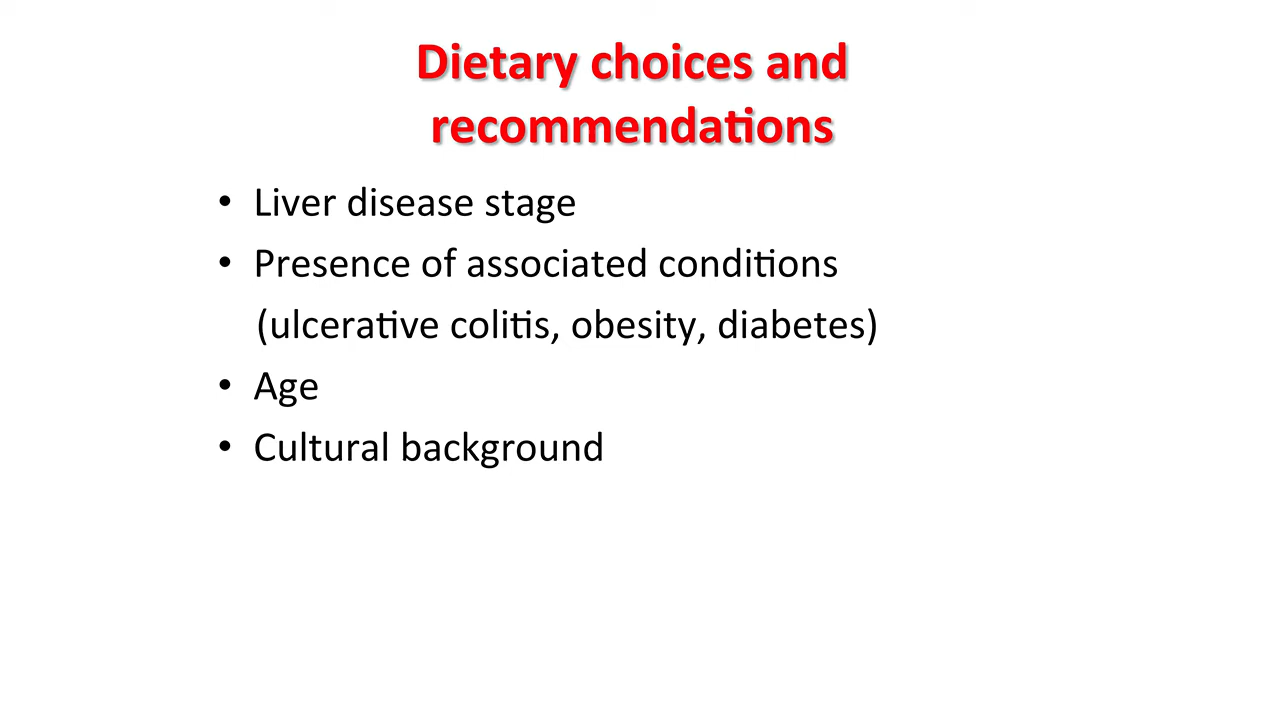 Dietary choices and
recommendations
• Liver disease stage
• Presence of associated conditions
(ulcerative colitis, obesity, diabetes)
• Age
• Cultural background